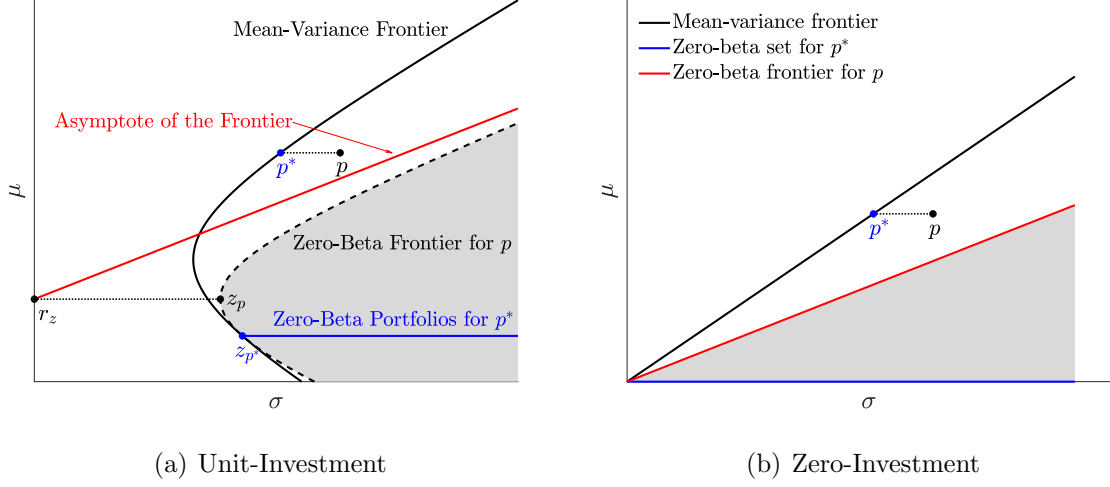 Mean-Variance Frontier
Asymptote of the Frontier
p*
p
μ
Zero-Beta Frontier for p
z_p
r_z
Zero-Beta Portfolios for p*
z_{p*}
σ
(a) Unit-Investment
Mean-variance frontier
Zero-beta set for p*
Zero-beta frontier for p
p*
p
μ
σ
(b) Zero-Investment